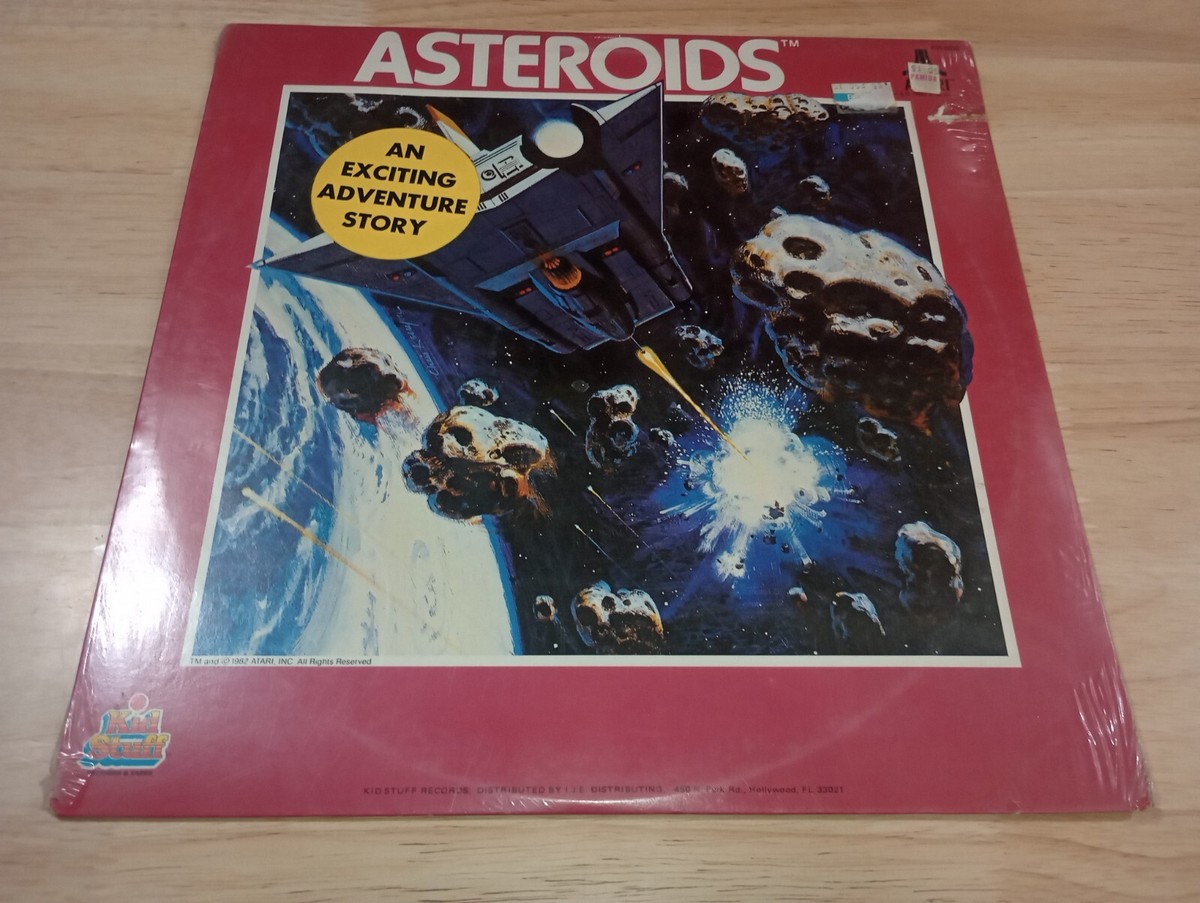 ASTEROIDS™
AN
EXCITING
ADVENTURE
STORY
TM and © 1982 ATARI, INC. All Rights Reserved
Kid
Stuff
KID STUFF RECORDS. DISTRIBUTED BY DISTRIBUTING. Rd., Hollywood, FL 33021